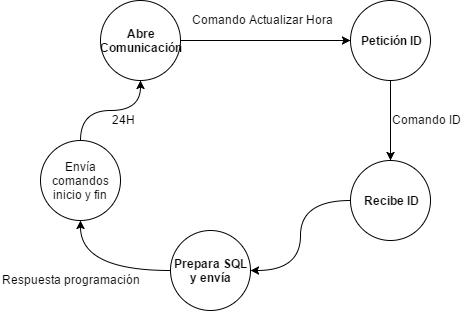 Comando Actualizar Hora
Abre
Comunicación
Petición ID
24H
Comando ID
Envía
comandos
inicio y fin
Recibe ID
Prepara SQL
y envía
Respuesta programación